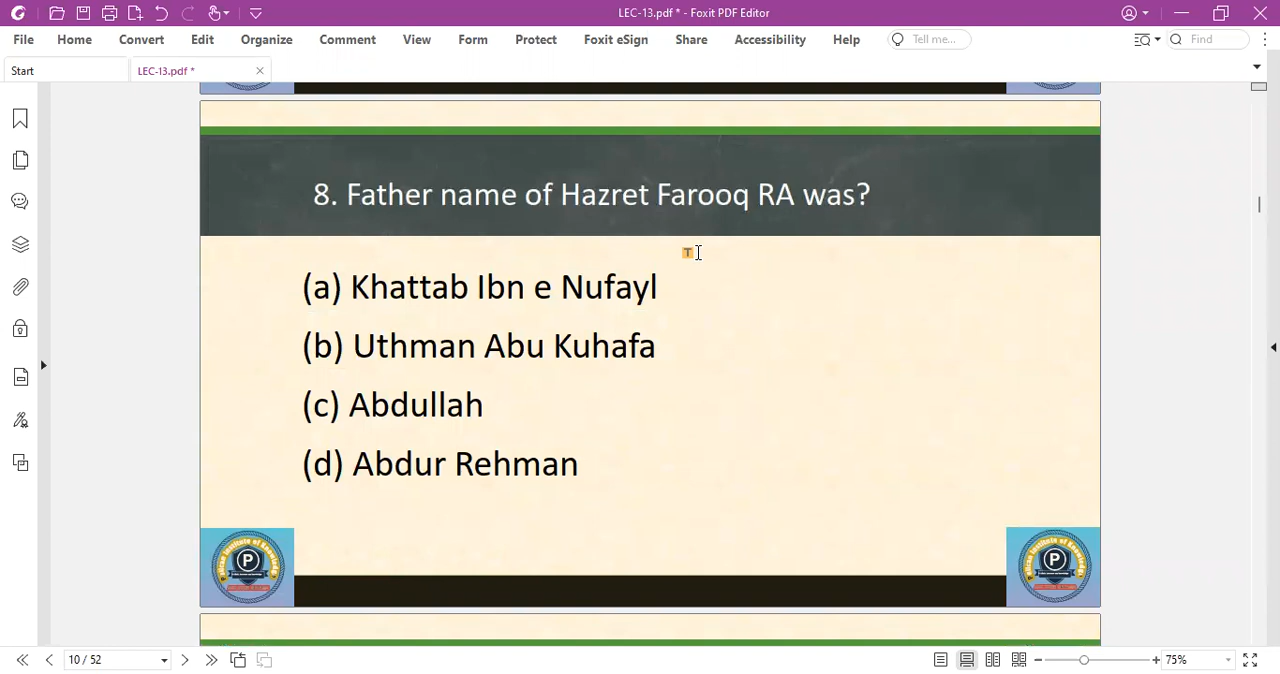 LEC-13.pdf * - Foxit PDF Editor
File Home Convert Edit Organize Comment View Form Protect Foxit eSign Share Accessibility Help Tell me... Find
Start LEC-13.pdf *
8. Father name of Hazret Farooq RA was?
(a) Khattab Ibn e Nufayl
(b) Uthman Abu Kuhafa
(c) Abdullah
(d) Abdur Rehman
10 / 52 75%